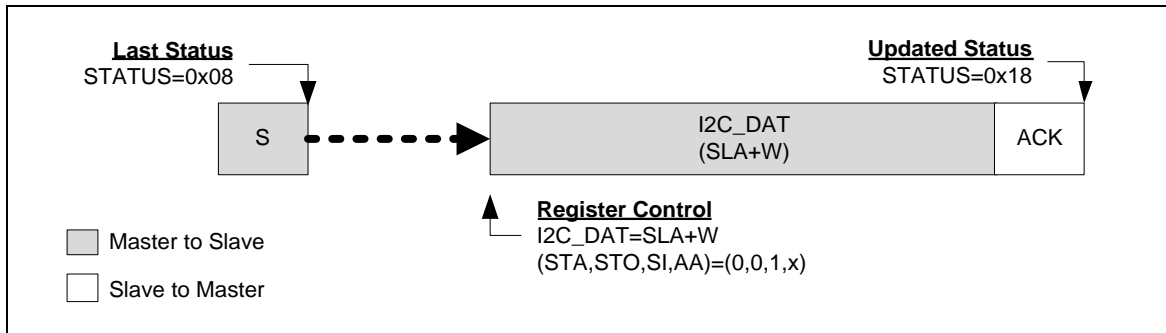 Last Status
STATUS=0x08
Updated Status
STATUS=0x18
S
I2C_DAT
(SLA+W)
ACK
Register Control
I2C_DAT=SLA+W
(STA,STO,SI,AA)=(0,0,1,x)
Master to Slave
Slave to Master